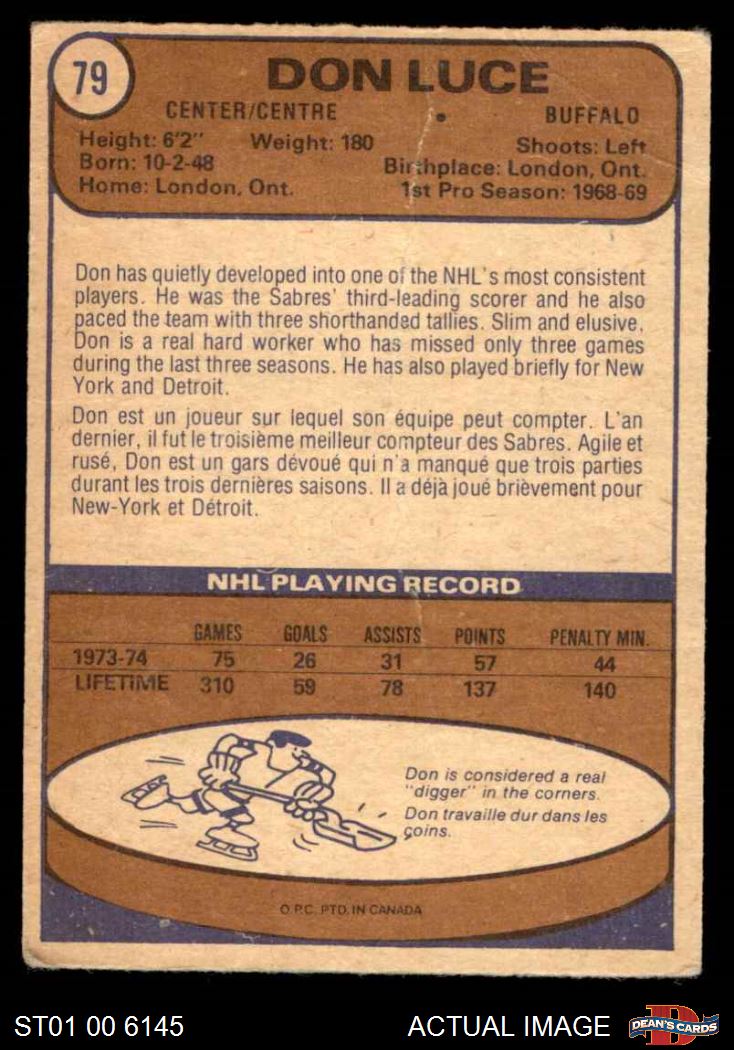 79
DON LUCE
CENTER/CENTRE BUFFALO
Height: 6'2" Weight: 180 Shoots: Left
Born: 10-2-48 Birthplace: London, Ont.
Home: London, Ont. 1st Pro Season: 1968-69
Don has quietly developed into one of the NHL's most consistent
players. He was the Sabres' third-leading scorer and he also
paced the team with three shorthanded tallies. Slim and elusive,
Don is a real hard worker who has missed only three games
during the last three seasons. He has also played briefly for New
York and Detroit.
Don est un joueur sur lequel son équipe peut compter. L'an
dernier, il fut le troisième meilleur compteur des Sabres. Agile et
rusé, Don est un gars dévoué qui n'a manqué que trois parties
durant les trois dernières saisons. Il a déjà joué brièvement pour
New-York et Détroit.
NHL PLAYING RECORD
GAMES GOALS ASSISTS POINTS PENALTY MIN.
1973-74 75 26 31 57 44
LIFETIME 310 59 78 137 140
Don is considered a real
"digger" in the corners.
Don travaille dur dans les
coins.
O.P.C. PTD. IN CANADA
ST01 00 6145 ACTUAL IMAGE D DEAN'S CARDS